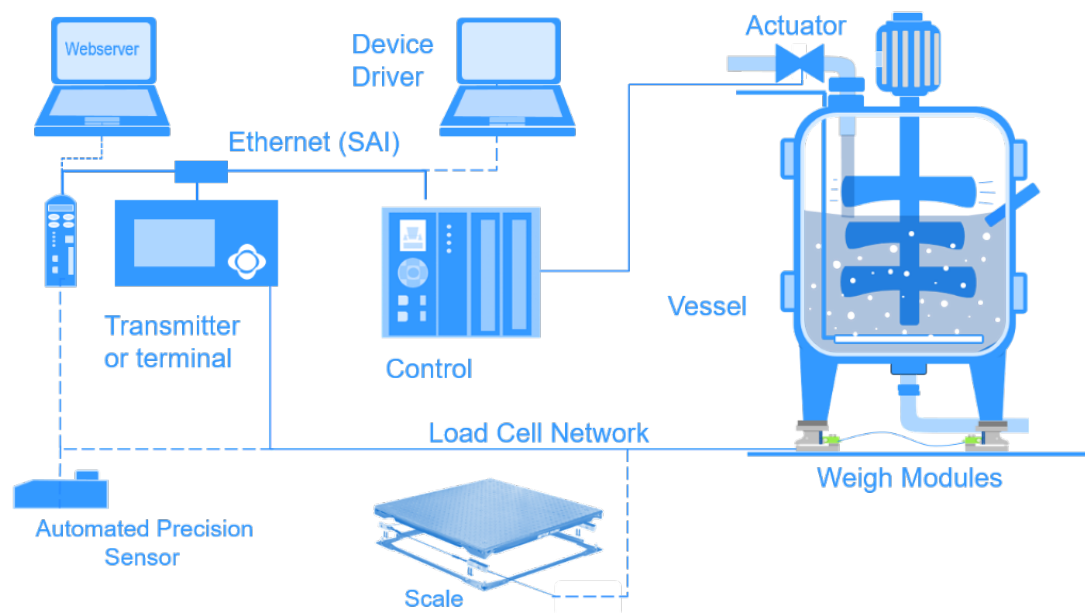 Webserver
Device
Driver
Actuator
Ethernet (SAI)
Transmitter
or terminal
Control
Vessel
Load Cell Network
Weigh Modules
Automated Precision
Sensor
Scale